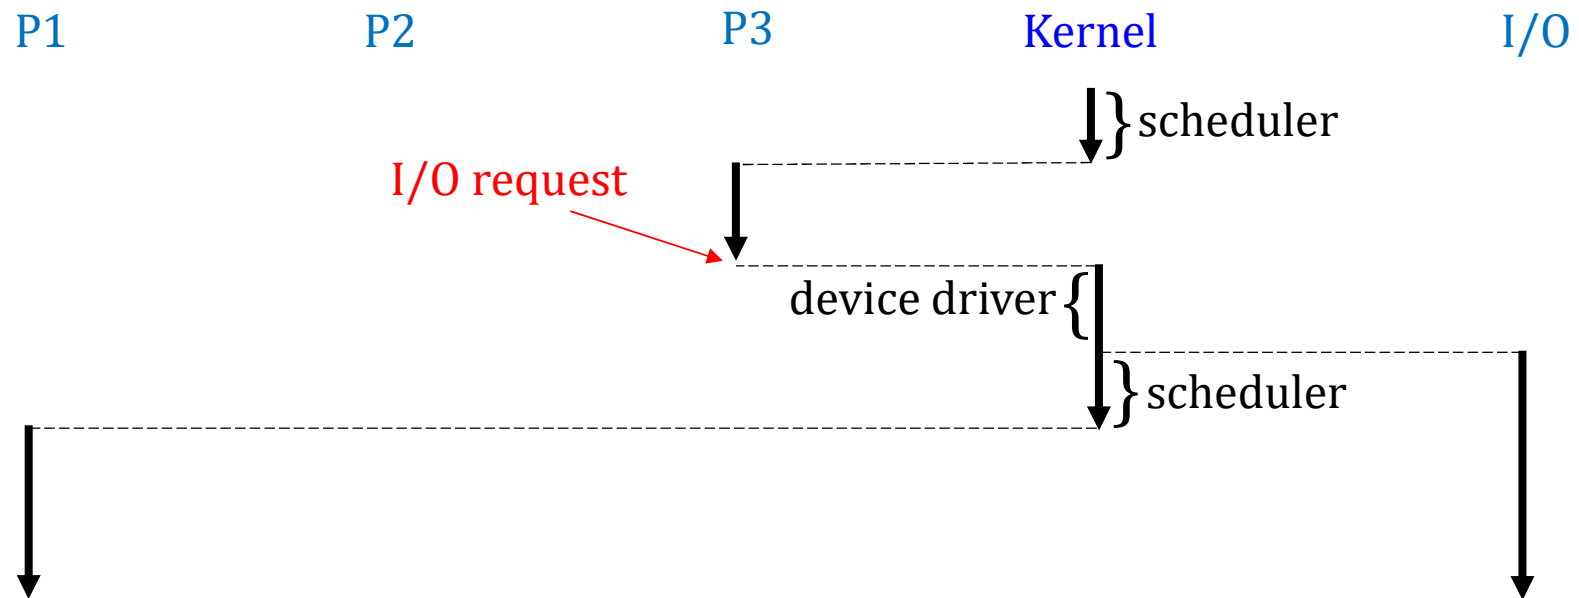 P1 P2 P3 Kernel I/O
scheduler
I/O request
device driver
scheduler